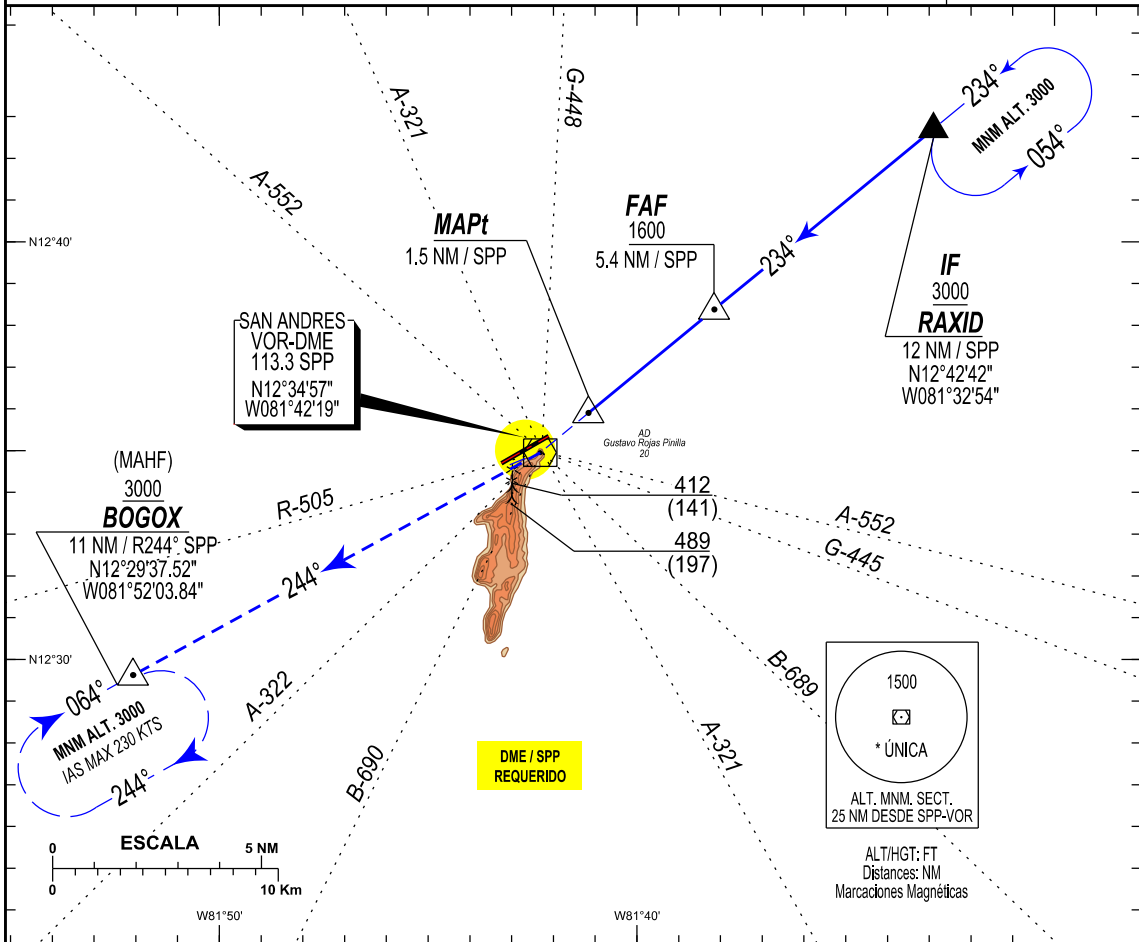 A-321
G-448
234°
MNM ALT. 3000
054°
A-552
MAPt
1.5 NM / SPP
FAF
1600
5.4 NM / SPP
234°
N12°40'
IF
3000
RAXID
12 NM / SPP
N12°42'42"
W081°32'54"
SAN ANDRES
VOR-DME
113.3 SPP
N12°34'57"
W081°42'19"
AD
Gustavo Rojas Pinilla
20
(MAHF)
3000
BOGOX
11 NM / R244° SPP
N12°29'37.52"
W081°52'03.84"
R-505
412
(141)
489
(197)
A-552
G-445
244°
N12°30'
064°
MNM ALT. 3000
IAS MAX 230 KTS
244°
A-322
B-690
B-689
A-321
DME / SPP
REQUERIDO
1500
* ÚNICA
ALT. MNM. SECT.
25 NM DESDE SPP-VOR
ALT/HGT: FT
Distances: NM
Marcaciones Magnéticas
ESCALA
0 5 NM
0 10 Km
W81°50'
W81°40'